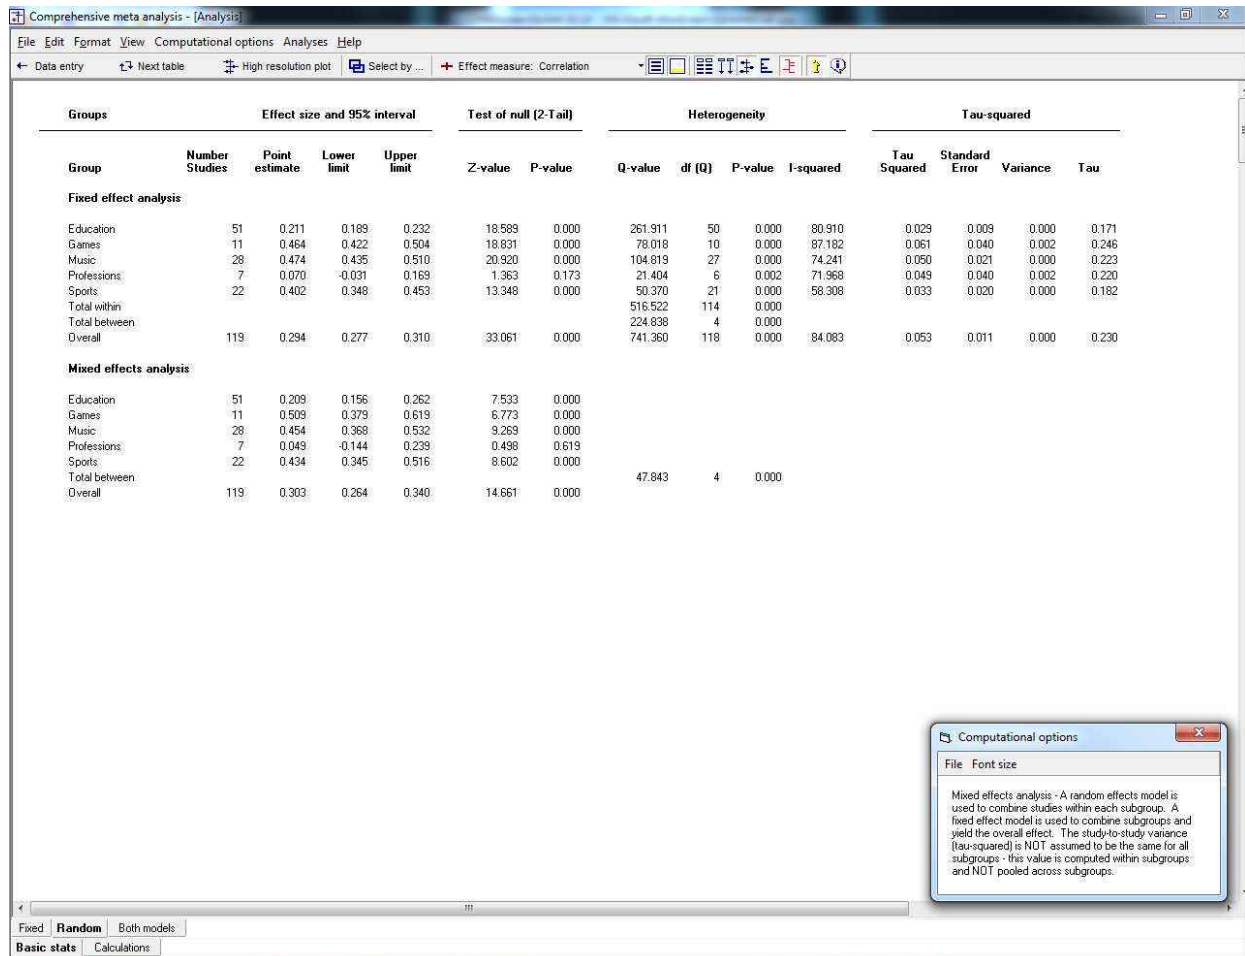 Comprehensive meta analysis - [Analysis]
File Edit Format View Computational options Analyses Help
Data entry Next table High resolution plot Select by ... Effect measure: Correlation
Groups Effect size and 95% interval Test of null (2-Tail) Heterogeneity Tau-squared
Group Number Studies Point estimate Lower limit Upper limit Z-value P-value Q-value df (Q) P-value I-squared Tau Squared Standard Error Variance Tau
Fixed effect analysis
Education 51 0.211 0.189 0.232 18.589 0.000 261.911 50 0.000 80.910 0.029 0.009 0.000 0.171
Games 11 0.464 0.422 0.504 18.831 0.000 78.018 10 0.000 87.182 0.061 0.040 0.002 0.246
Music 28 0.474 0.435 0.510 20.920 0.000 104.819 27 0.000 74.241 0.050 0.021 0.000 0.223
Professions 7 0.070 -0.031 0.169 1.363 0.173 21.404 6 0.002 71.968 0.049 0.040 0.002 0.220
Sports 22 0.402 0.348 0.453 13.348 0.000 50.370 21 0.000 58.308 0.033 0.020 0.000 0.182
Total within 516.522 114 0.000
Total between 224.838 4 0.000
Overall 119 0.294 0.277 0.310 33.061 0.000 741.360 118 0.000 84.083 0.053 0.011 0.000 0.230
Mixed effects analysis
Education 51 0.209 0.156 0.262 7.533 0.000
Games 11 0.509 0.379 0.619 6.773 0.000
Music 28 0.454 0.368 0.532 9.269 0.000
Professions 7 0.049 -0.144 0.239 0.498 0.619
Sports 22 0.434 0.345 0.516 8.602 0.000
Total between 47.843 4 0.000
Overall 119 0.303 0.264 0.340 14.661 0.000
Computational options
File Font size
Mixed effects analysis - A random effects model is
used to combine studies within each subgroup. A
fixed effect model is used to combine subgroups and
yield the overall effect. The study-to-study variance
(tau-squared) is NOT assumed to be the same for all
subgroups - this value is computed within subgroups
and NOT pooled across subgroups.
Fixed Random Both models
Basic stats Calculations